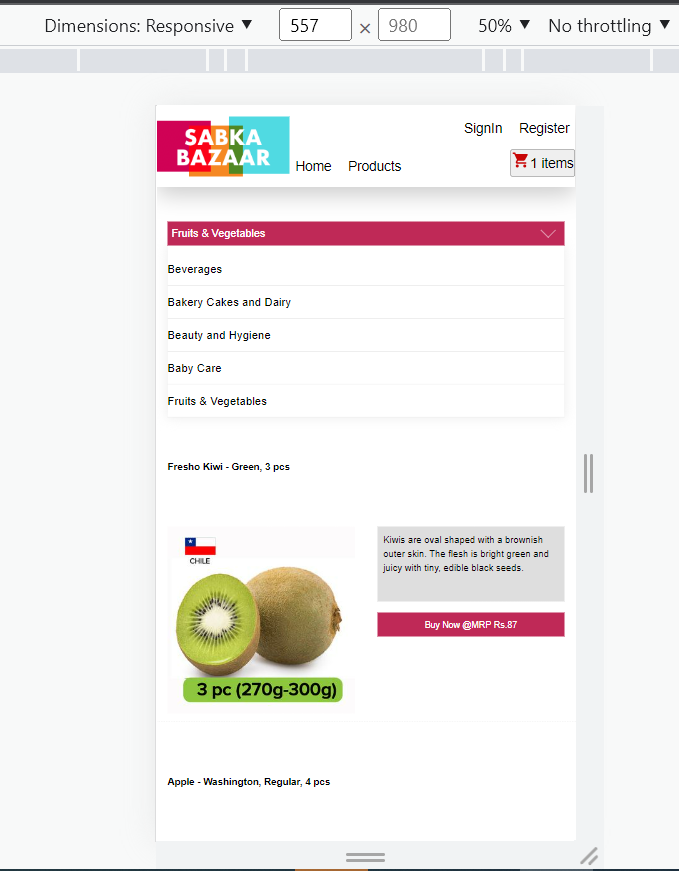 Dimensions: Responsive ▼ 557 × 980 50% ▼ No throttling ▼
SABKA
BAZAAR
SignIn Register
Home Products
1 items
Fruits & Vegetables
Beverages
Bakery Cakes and Dairy
Beauty and Hygiene
Baby Care
Fruits & Vegetables
Fresho Kiwi - Green, 3 pcs
CHILE
3 pc (270g-300g)
Kiwis are oval shaped with a brownish
outer skin. The flesh is bright green and
juicy with tiny, edible black seeds.
Buy Now @MRP Rs.87
Apple - Washington, Regular, 4 pcs